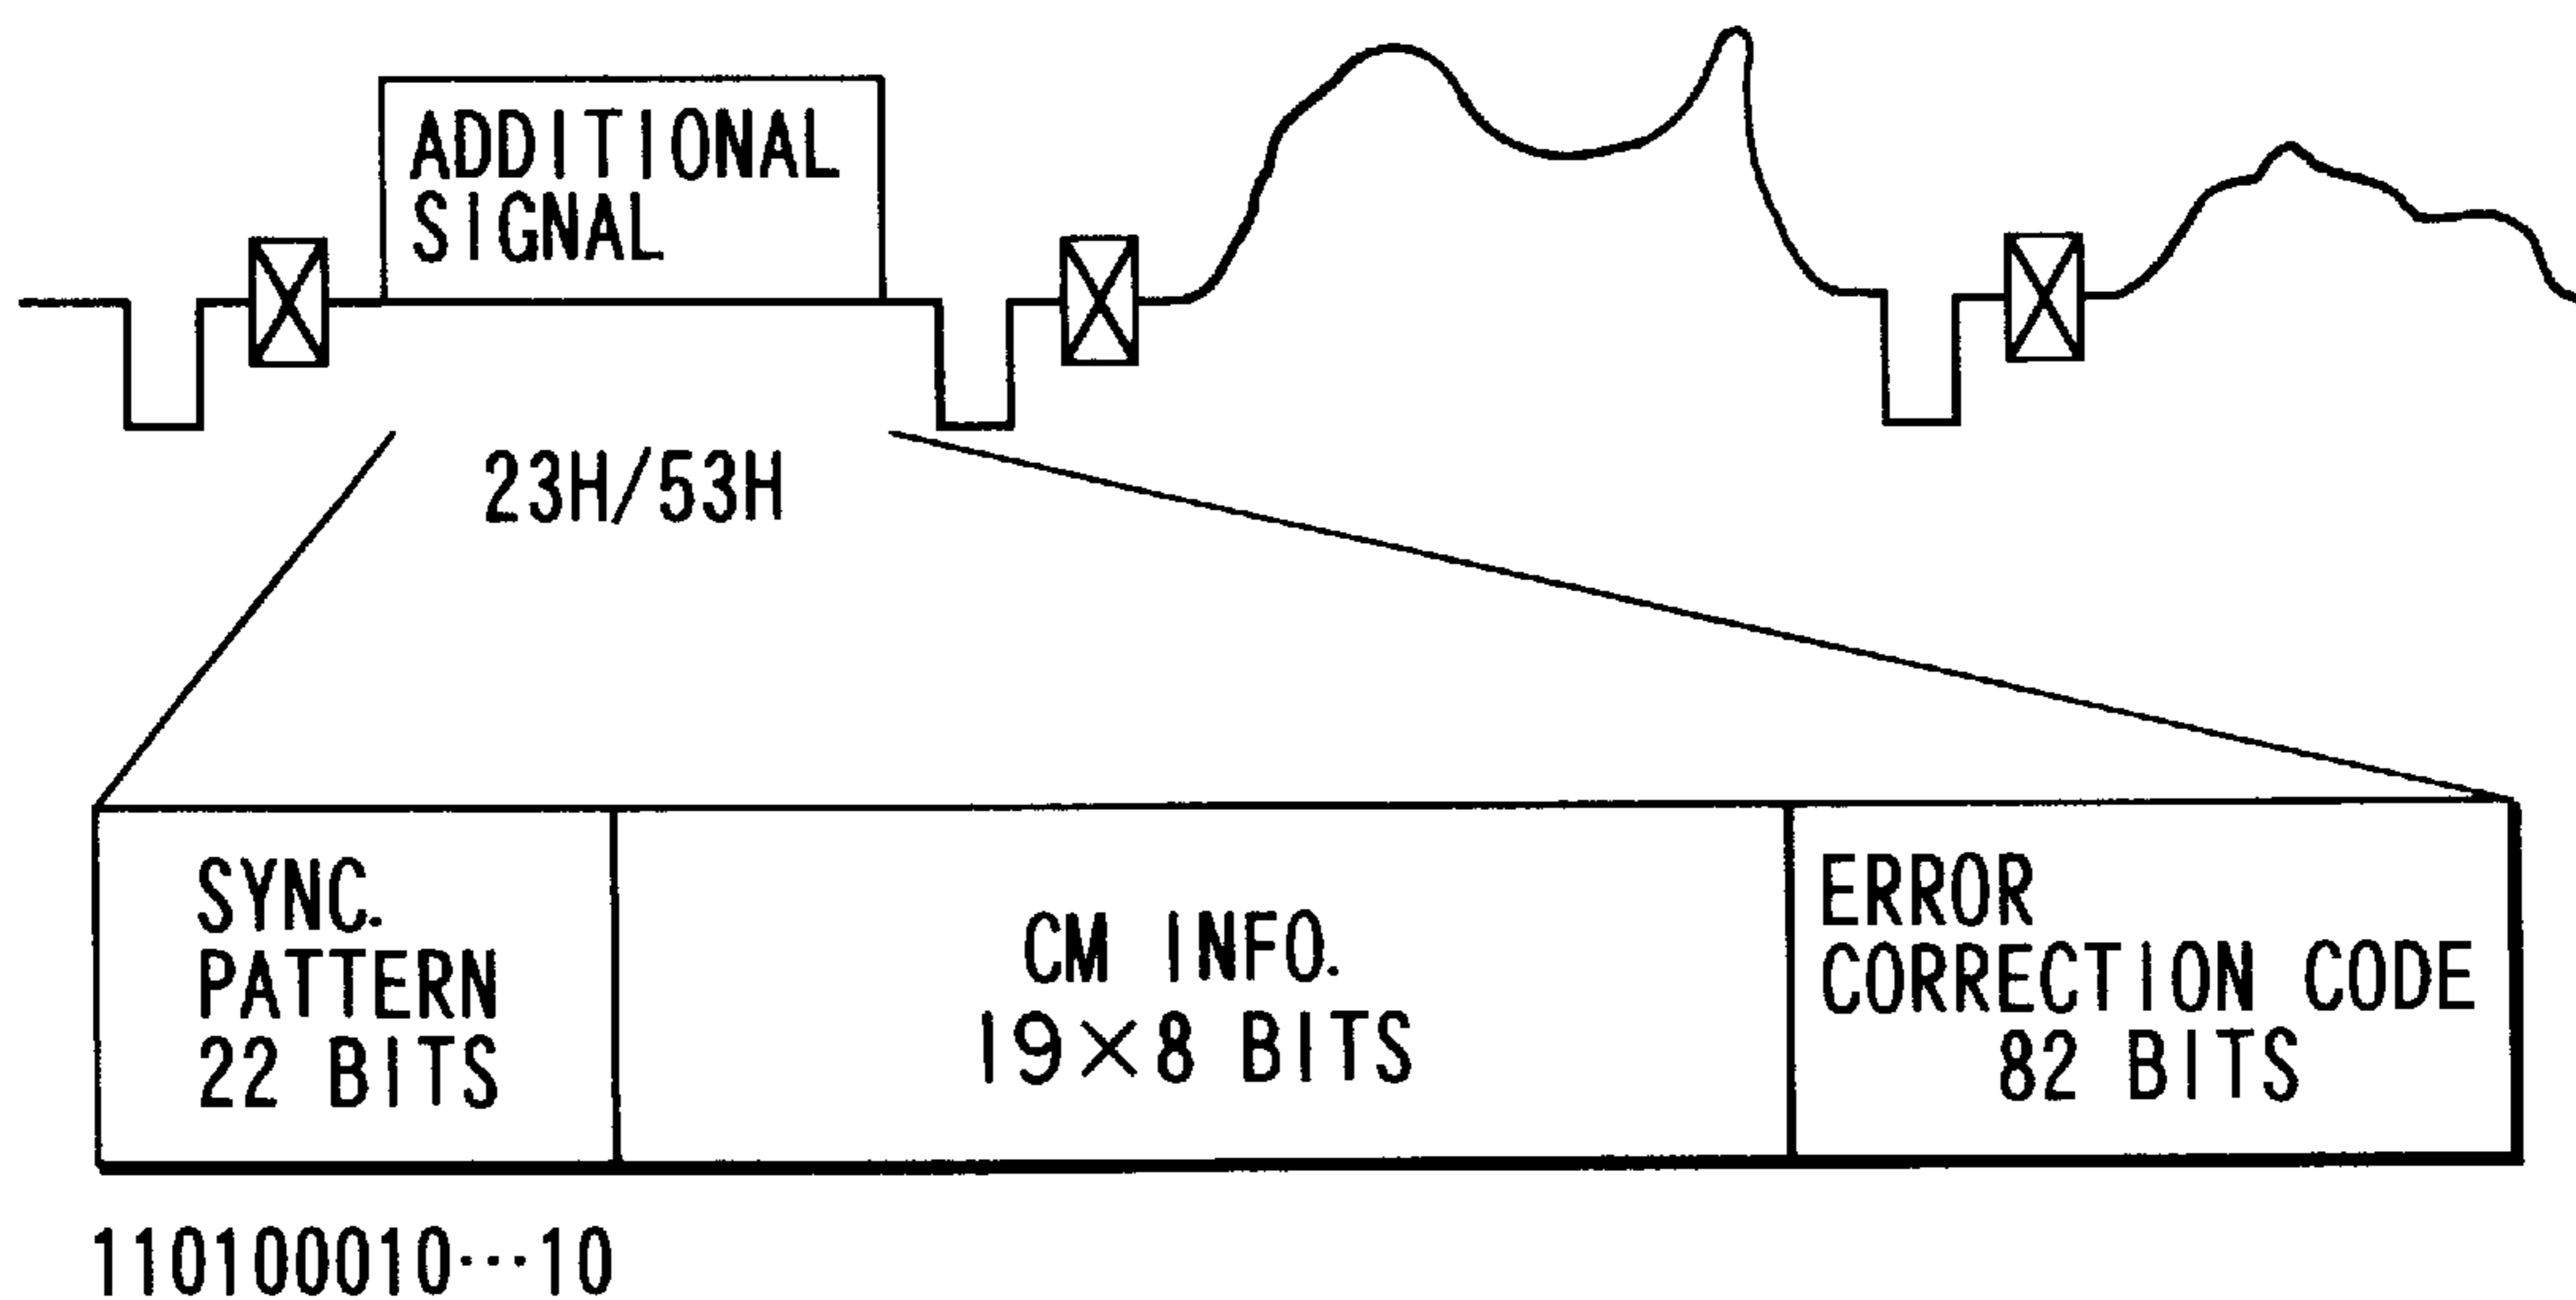 ADDITIONAL
SIGNAL
23H/53H
SYNC.
PATTERN
22 BITS
CM INFO.
19×8 BITS
ERROR
CORRECTION CODE
82 BITS
110100010···10